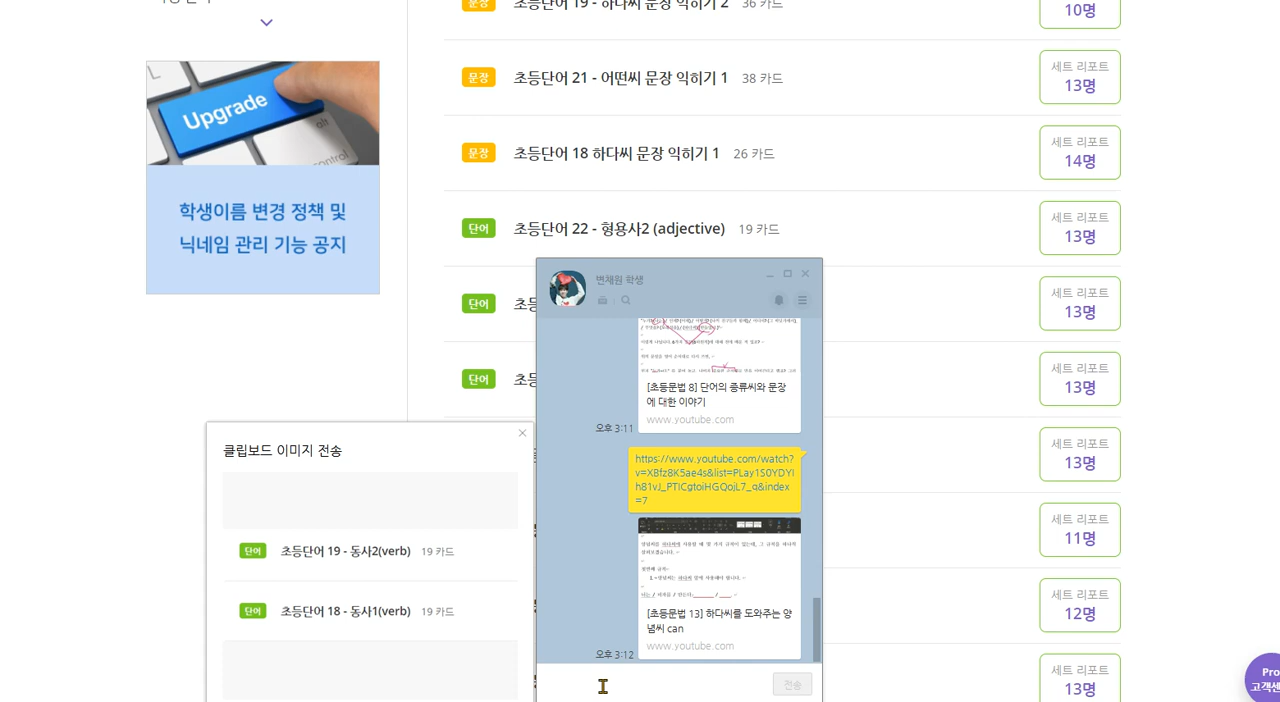 문장 초등단어 19 - 하다씨 문장 익히기 2 36 카드
10명
Upgrade
alt
control
학생이름 변경 정책 및
닉네임 관리 기능 공지
문장 초등단어 21 - 어떤씨 문장 익히기 1 38 카드
세트 리포트
13명
문장 초등단어 18 하다씨 문장 익히기 1 26 카드
세트 리포트
14명
단어 초등단어 22 - 형용사2 (adjective) 19 카드
세트 리포트
13명
단어 초등
세트 리포트
13명
단어 초등
세트 리포트
13명
세트 리포트
13명
세트 리포트
11명
세트 리포트
12명
세트 리포트
13명
변채원 학생
[초등문법 8] 단어의 종류씨와 문장
에 대한 이야기
www.youtube.com
오후 3:11
https://www.youtube.com/watch?
v=XBfz8K5ae4s&list=PLay1S0YDYI
h81vJ_PTICgtoiHGQojL7_q&index
=7
[초등문법 13] 하다씨를 도와주는 양
념씨 can
www.youtube.com
오후 3:12
전송
클립보드 이미지 전송
단어 초등단어 19 - 동사2(verb) 19 카드
단어 초등단어 18 - 동사1(verb) 19 카드
Pro
고객센